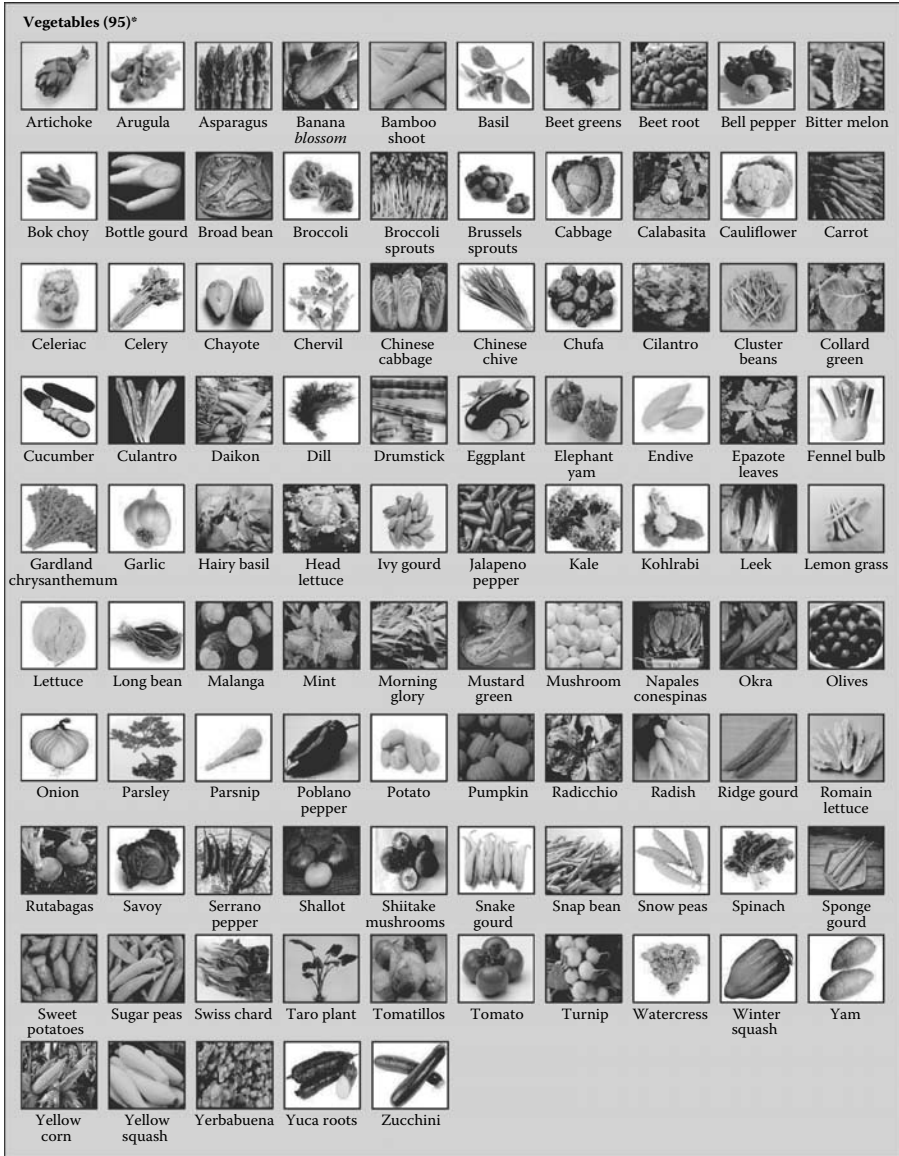 Vegetables (95)*
Artichoke Arugula Asparagus Banana Bamboo Basil Beet greens Beet root Bell pepper Bitter melon
blossom shoot
Bok choy Bottle gourd Broad bean Broccoli Broccoli Brussels Cabbage Calabasita Cauliflower Carrot
sprouts sprouts
Celeriac Celery Chayote Chervil Chinese Chinese Chufa Cilantro Cluster Collard
cabbage chive beans green
Cucumber Culantro Daikon Dill Drumstick Eggplant Elephant Endive Epazote Fennel bulb
yam leaves
Gardland Garlic Hairy basil Head Ivy gourd Jalapeno Kale Kohlrabi Leek Lemon grass
chrysanthemum lettuce pepper
Lettuce Long bean Malanga Mint Morning Mustard Mushroom Napales Okra Olives
glory green conespinas
Onion Parsley Parsnip Poblano Potato Pumpkin Radicchio Radish Ridge gourd Romain
pepper lettuce
Rutabagas Savoy Serrano Shallot Shiitake Snake Snap bean Snow peas Spinach Sponge
pepper mushrooms gourd gourd
Sweet Sugar peas Swiss chard Taro plant Tomatillos Tomato Turnip Watercress Winter Yam
potatoes squash
Yellow Yellow Yerbabuena Yuca roots Zucchini
corn squash